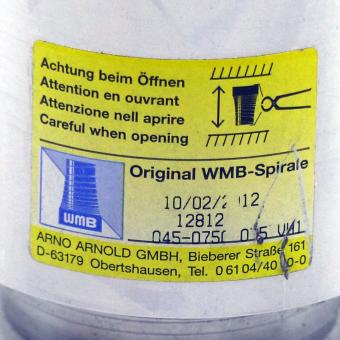 Achtung beim Öffnen
Attention en ouvrant
Attenzione nell aprire
Careful when opening
Original WMB-Spirale
WMB
12812
ARNO ARNOLD GMBH, Bieberer Straße 161
D-63179 Obertshausen, Tel.